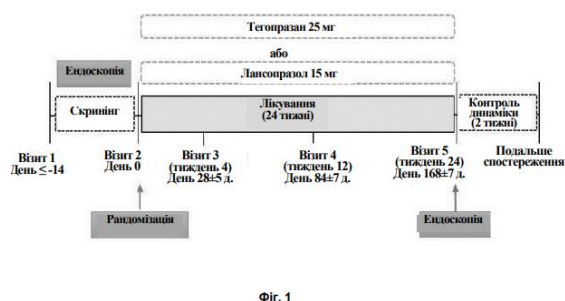 Тегопразан 25 мг
або
Лансопразол 15 мг
Ендоскопія
Скринінг
Лікування
(24 тижні)
Контроль
динаміки
(2 тижні)
Візит 1
День ≤ -14
Візит 2
День 0
Візит 3
(тиждень 4)
День 28±5 д.
Візит 4
(тиждень 12)
День 84±7 д.
Візит 5
(тиждень 24)
День 168±7 д.
Подальше
спостереження
Рандомізація
Ендоскопія
Фіг. 1